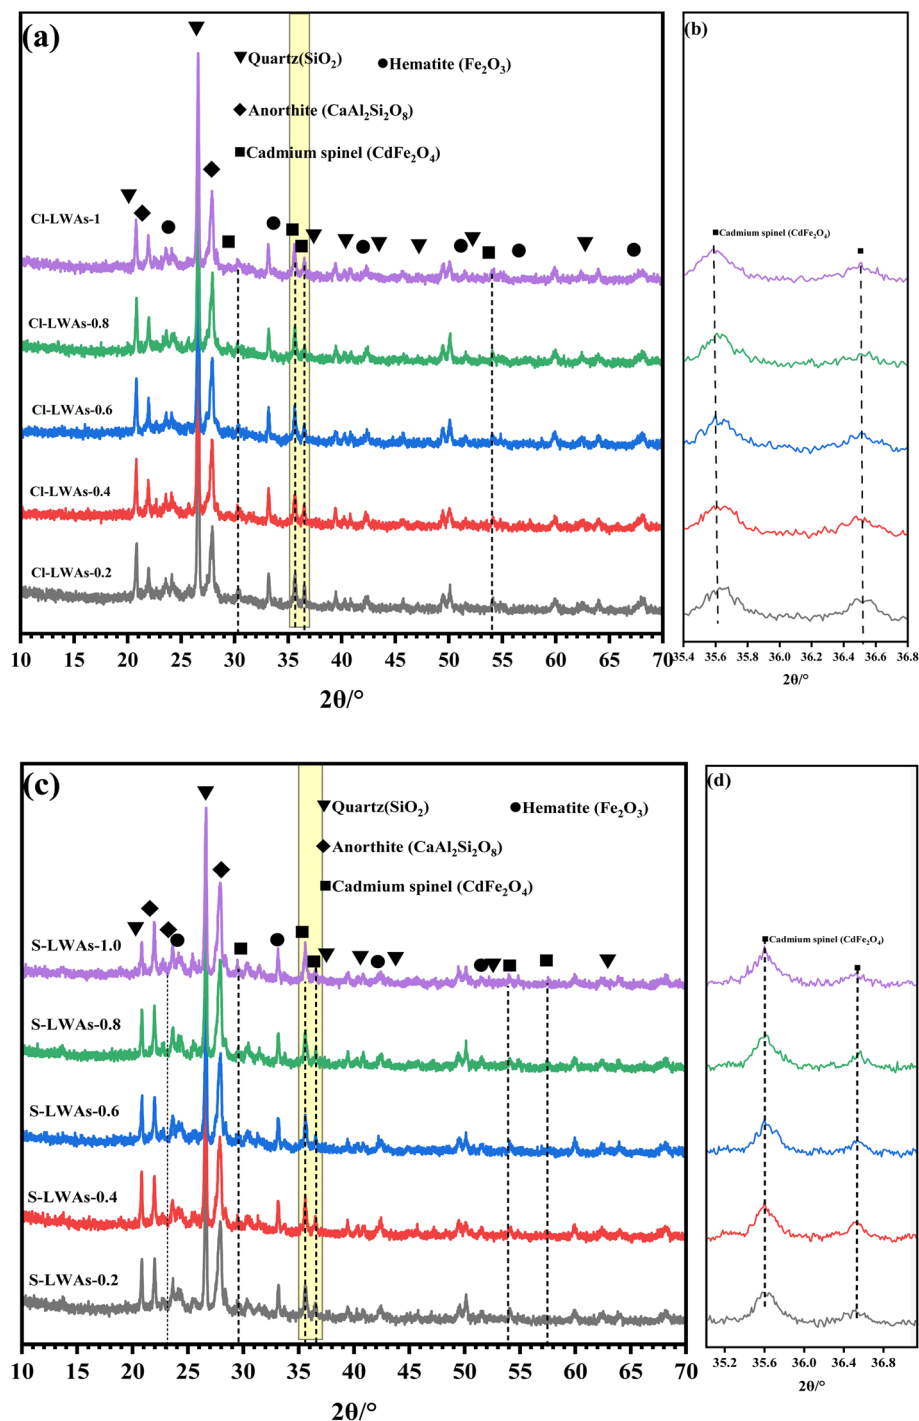 (a)
Quartz(SiO₂)
Hematite (Fe₂O₃)
Anorthite (CaAl₂Si₂O₈)
Cadmium spinel (CdFe₂O₄)
Cl-LWAs-1
Cl-LWAs-0.8
Cl-LWAs-0.6
Cl-LWAs-0.4
Cl-LWAs-0.2
10 15 20 25 30 35 40 45 50 55 60 65 70
2θ/°
(b)
Cadmium spinel (CdFe₂O₄)
35.4 35.6 35.8 36.0 36.2 36.4 36.6 36.8
2θ/°
(c)
Quartz(SiO₂)
Hematite (Fe₂O₃)
Anorthite (CaAl₂Si₂O₈)
Cadmium spinel (CdFe₂O₄)
S-LWAs-1.0
S-LWAs-0.8
S-LWAs-0.6
S-LWAs-0.4
S-LWAs-0.2
10 15 20 25 30 35 40 45 50 55 60 65 70
2θ/°
(d)
Cadmium spinel (CdFe₂O₄)
35.2 35.6 36.0 36.4 36.8
2θ/°